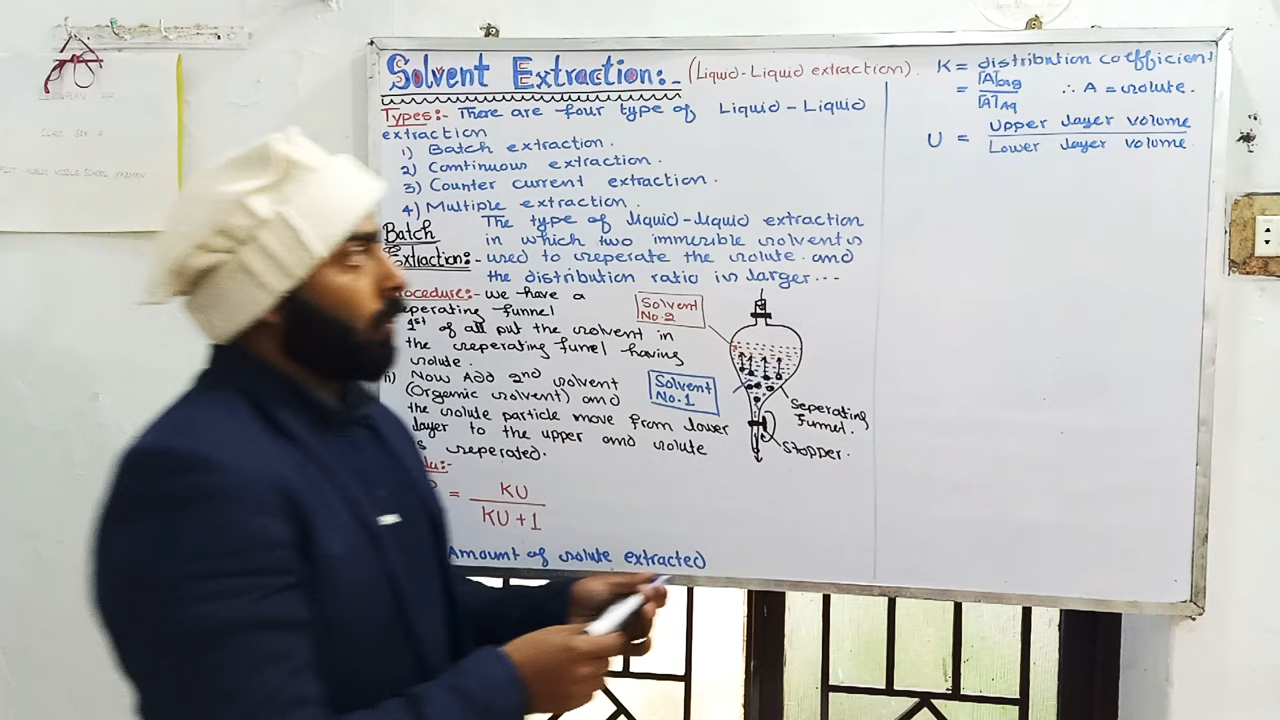 Solvent Extraction:- (Liquid-Liquid extraction).
Types:- There are four type of Liquid-Liquid
extraction
1) Batch extraction.
2) Continuous extraction.
3) Counter current extraction.
4) Multiple extraction.
Batch
Extraction:-
The type of liquid-liquid extraction
in which two
used to seperate the solute and
the distribution ratio is larger...
we have a
funnel
1st of all put the solvent in
the seperating funnel having
solute.
Now Add 2nd solvent
(Organic solvent) and
the solute particle move from lower
layer to the upper and solute
seperated.
= KU
KU+1
Amount of solute extracted
Solvent
No.2
Solvent
No.1
Seperating
funnel.
Stopper.
K = distribution coefficient
= [A]org ∴ A = solute.
[A]Aq
U = Upper layer volume
Lower layer volume
CLASS
MIDDLE SCHOOL